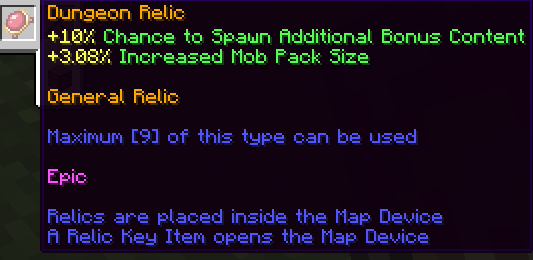 Dungeon Relic
+10% Chance to Spawn Additional Bonus Content
+3.08% Increased Mob Pack Size
General Relic
Maximum [9] of this type can be used
Epic
Relics are placed inside the Map Device
A Relic Key Item opens the Map Device